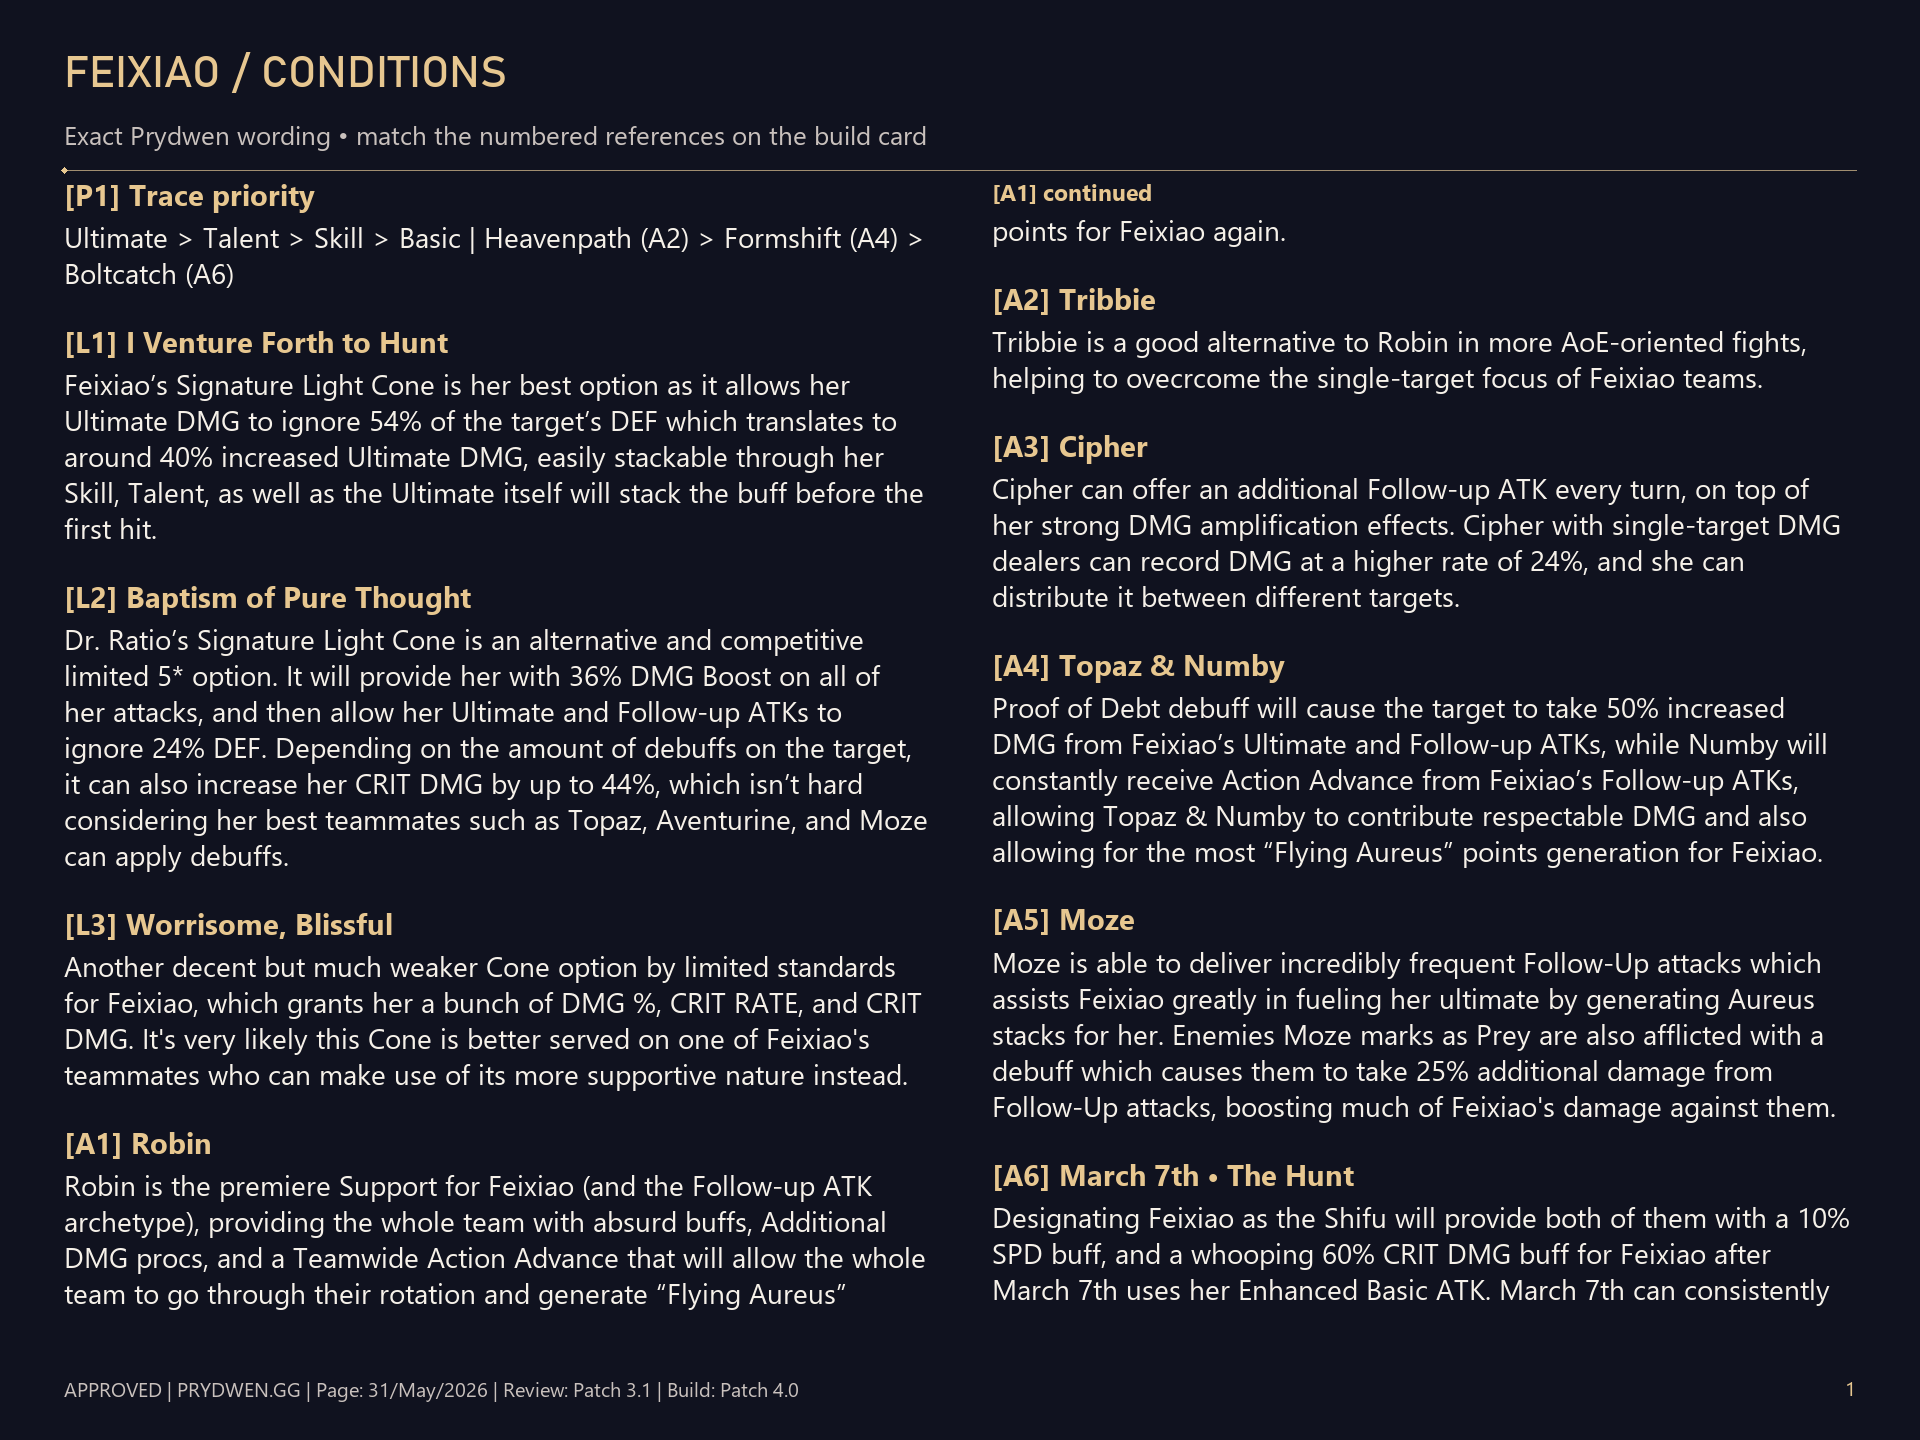 FEIXIAO / CONDITIONS
Exact Prydwen wording • match the numbered references on the build card
[P1] Trace priority
Ultimate > Talent > Skill > Basic | Heavenpath (A2) > Formshift (A4) >
Boltcatch (A6)
[L1] I Venture Forth to Hunt
Feixiao’s Signature Light Cone is her best option as it allows her
Ultimate DMG to ignore 54% of the target’s DEF which translates to
around 40% increased Ultimate DMG, easily stackable through her
Skill, Talent, as well as the Ultimate itself will stack the buff before the
first hit.
[L2] Baptism of Pure Thought
Dr. Ratio’s Signature Light Cone is an alternative and competitive
limited 5* option. It will provide her with 36% DMG Boost on all of
her attacks, and then allow her Ultimate and Follow-up ATKs to
ignore 24% DEF. Depending on the amount of debuffs on the target,
it can also increase her CRIT DMG by up to 44%, which isn’t hard
considering her best teammates such as Topaz, Aventurine, and Moze
can apply debuffs.
[L3] Worrisome, Blissful
Another decent but much weaker Cone option by limited standards
for Feixiao, which grants her a bunch of DMG %, CRIT RATE, and CRIT
DMG. It's very likely this Cone is better served on one of Feixiao's
teammates who can make use of its more supportive nature instead.
[A1] Robin
Robin is the premiere Support for Feixiao (and the Follow-up ATK
archetype), providing the whole team with absurd buffs, Additional
DMG procs, and a Teamwide Action Advance that will allow the whole
team to go through their rotation and generate “Flying Aureus”
[A1] continued
points for Feixiao again.
[A2] Tribbie
Tribbie is a good alternative to Robin in more AoE-oriented fights,
helping to ovecrcome the single-target focus of Feixiao teams.
[A3] Cipher
Cipher can offer an additional Follow-up ATK every turn, on top of
her strong DMG amplification effects. Cipher with single-target DMG
dealers can record DMG at a higher rate of 24%, and she can
distribute it between different targets.
[A4] Topaz & Numby
Proof of Debt debuff will cause the target to take 50% increased
DMG from Feixiao’s Ultimate and Follow-up ATKs, while Numby will
constantly receive Action Advance from Feixiao’s Follow-up ATKs,
allowing Topaz & Numby to contribute respectable DMG and also
allowing for the most “Flying Aureus” points generation for Feixiao.
[A5] Moze
Moze is able to deliver incredibly frequent Follow-Up attacks which
assists Feixiao greatly in fueling her ultimate by generating Aureus
stacks for her. Enemies Moze marks as Prey are also afflicted with a
debuff which causes them to take 25% additional damage from
Follow-Up attacks, boosting much of Feixiao's damage against them.
[A6] March 7th • The Hunt
Designating Feixiao as the Shifu will provide both of them with a 10%
SPD buff, and a whooping 60% CRIT DMG buff for Feixiao after
March 7th uses her Enhanced Basic ATK. March 7th can consistently
APPROVED | PRYDWEN.GG | Page: 31/May/2026 | Review: Patch 3.1 | Build: Patch 4.0
1